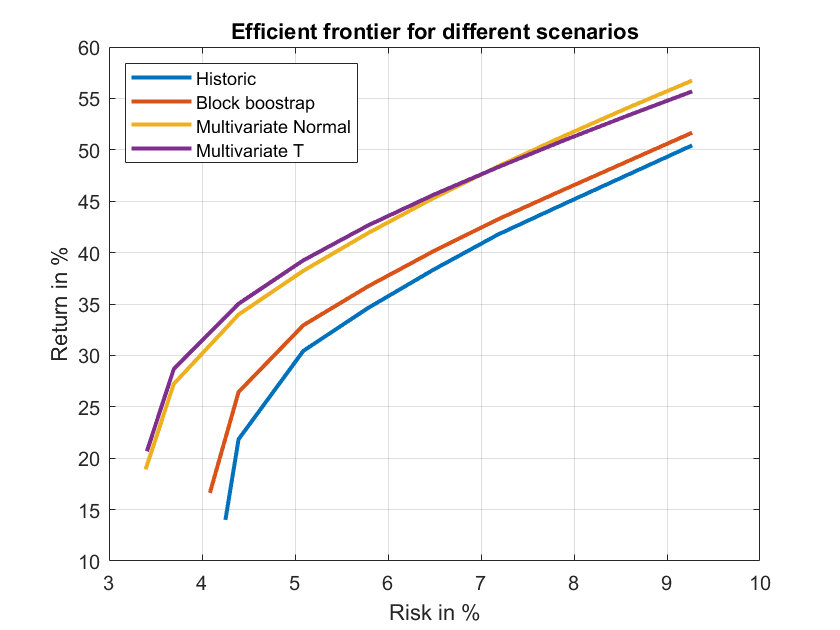 Efficient frontier for different scenarios
60
55
50
45
40
35
30
25
20
15
10
Return in %
Historic
Block boostrap
Multivariate Normal
Multivariate T
3 4 5 6 7 8 9 10
Risk in %